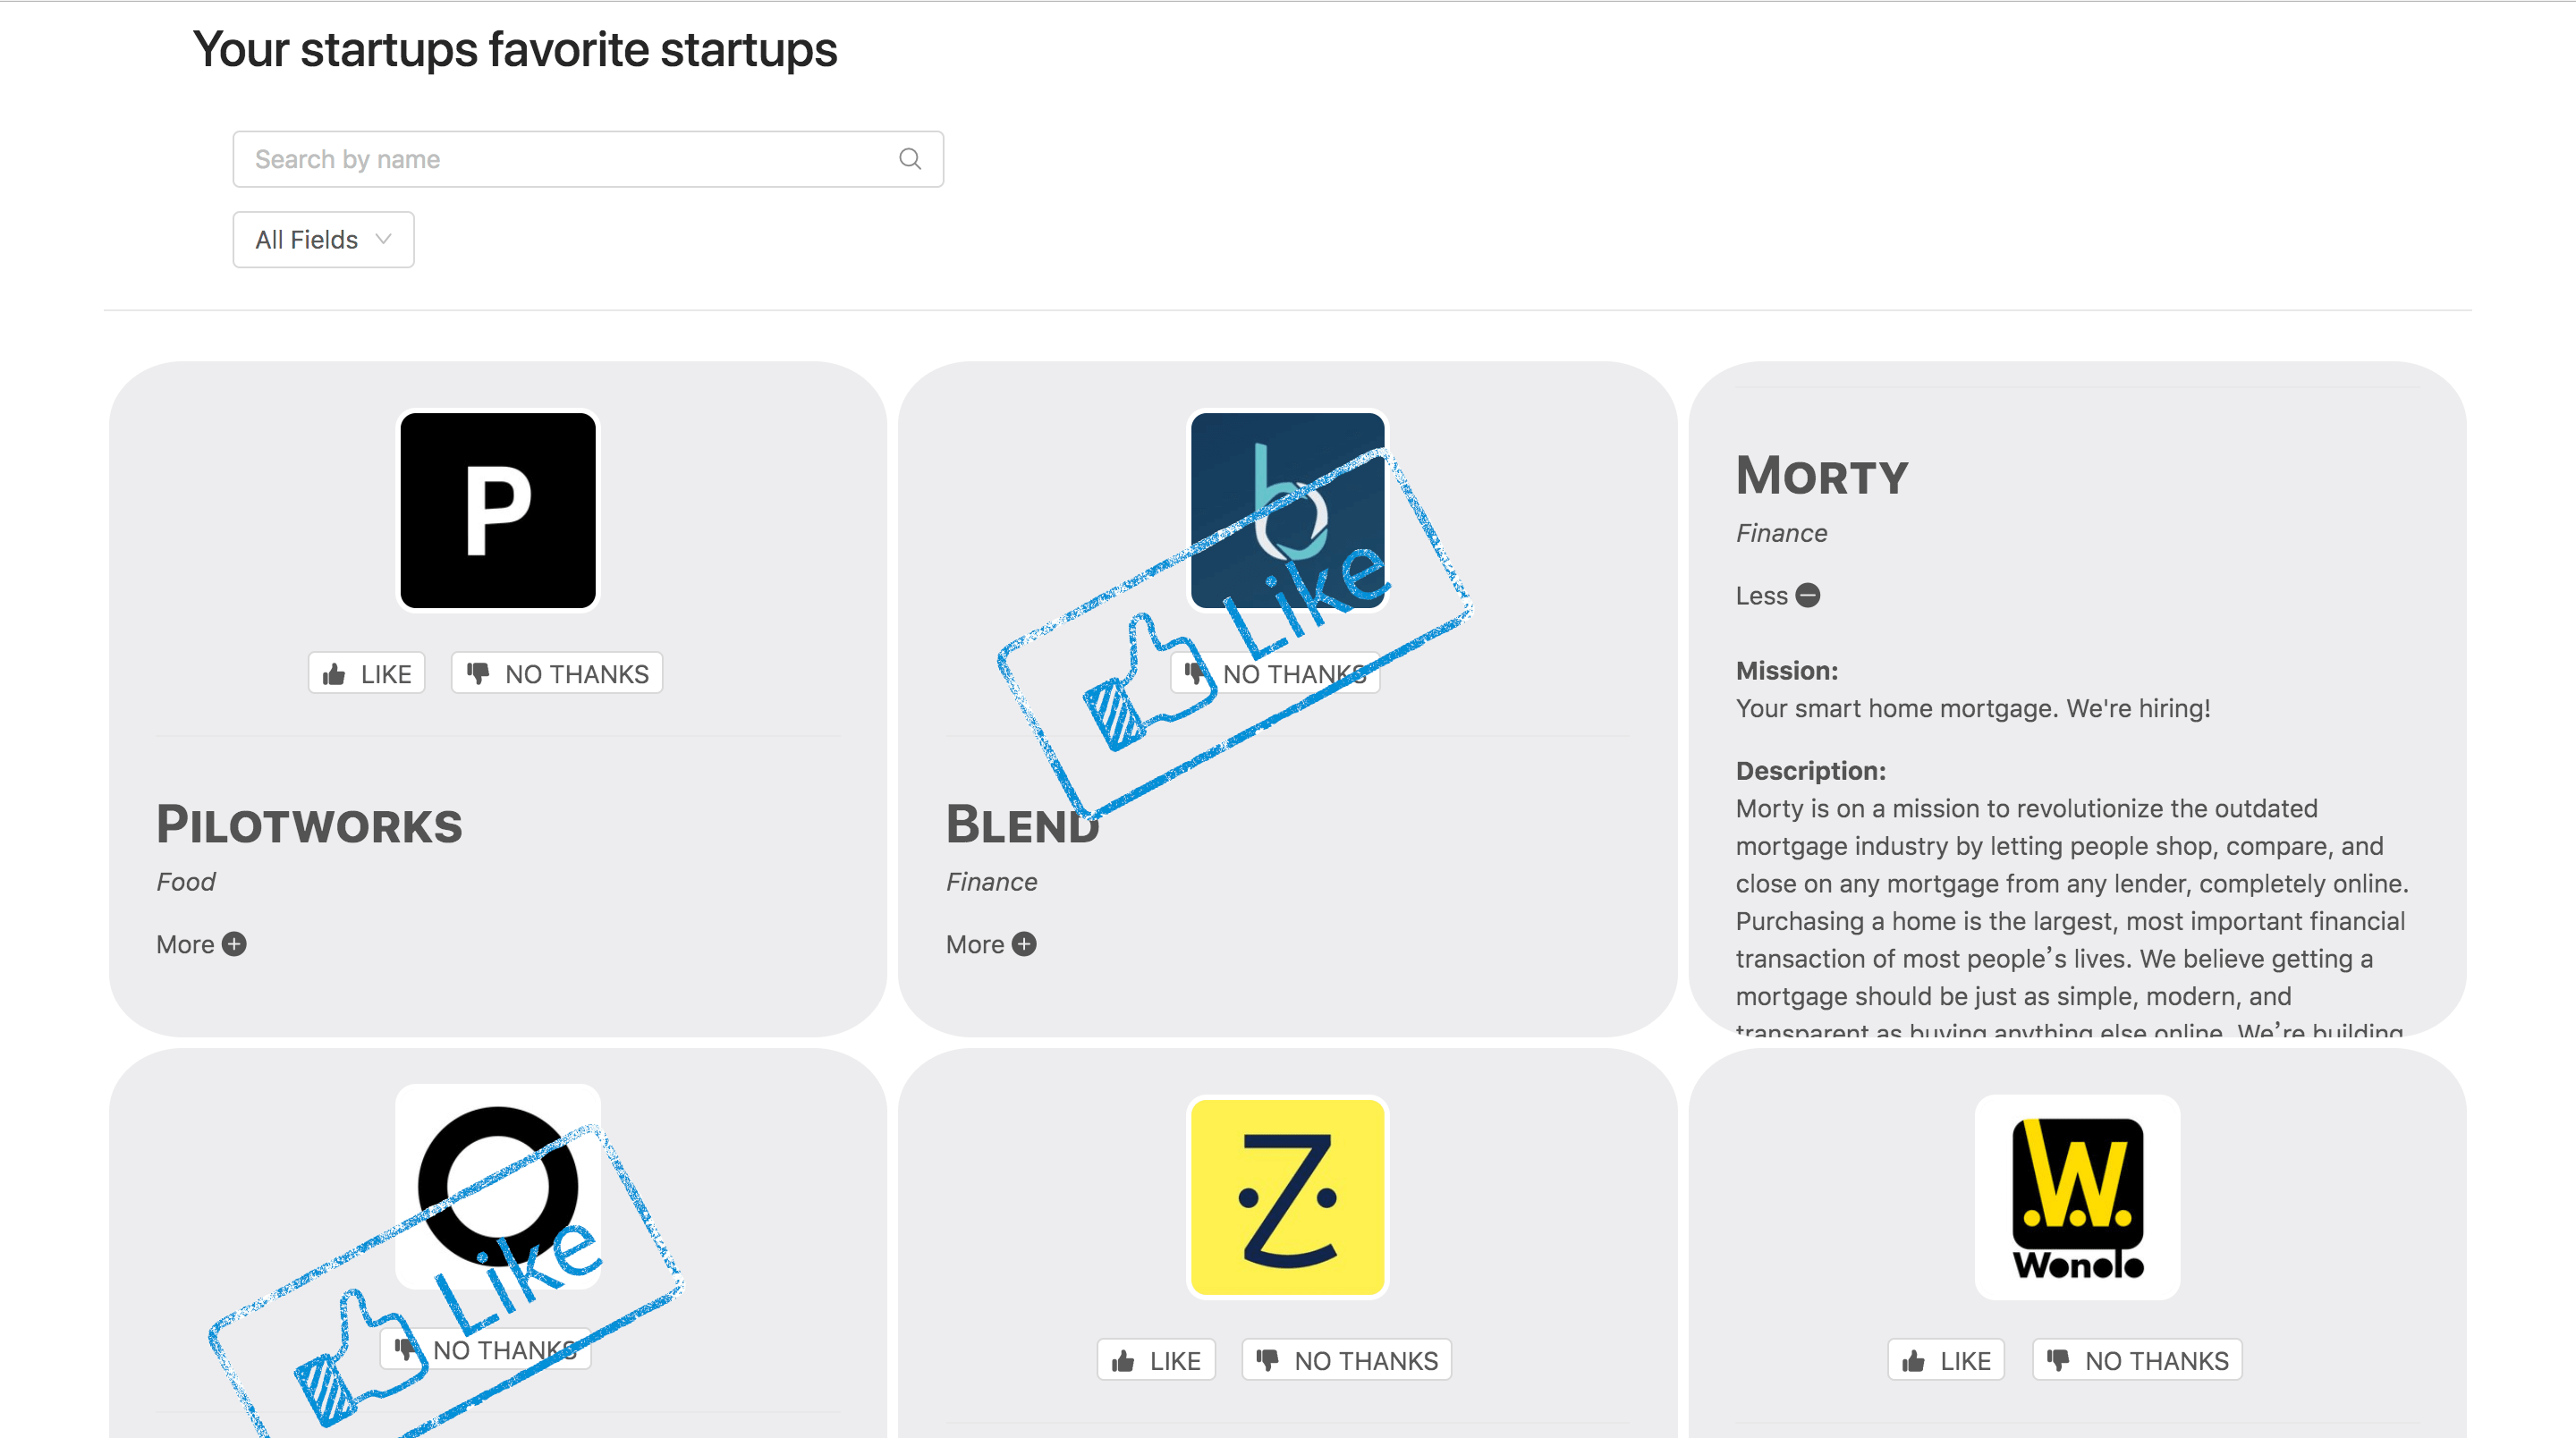 Your startups favorite startups
Search by name
All Fields
P
LIKE NO THANKS
PILOTWORKS
Food
More
b
Like
NO THANKS
BLEND
Finance
More
MORTY
Finance
Less
Mission:
Your smart home mortgage. We're hiring!
Description:
Morty is on a mission to revolutionize the outdated
mortgage industry by letting people shop, compare, and
close on any mortgage from any lender, completely online.
Purchasing a home is the largest, most important financial
transaction of most people’s lives. We believe getting a
mortgage should be just as simple, modern, and
transparent as buying anything else online. We’re building
Like
NO THANKS
Z
LIKE NO THANKS
W
Wonolo
LIKE NO THANKS